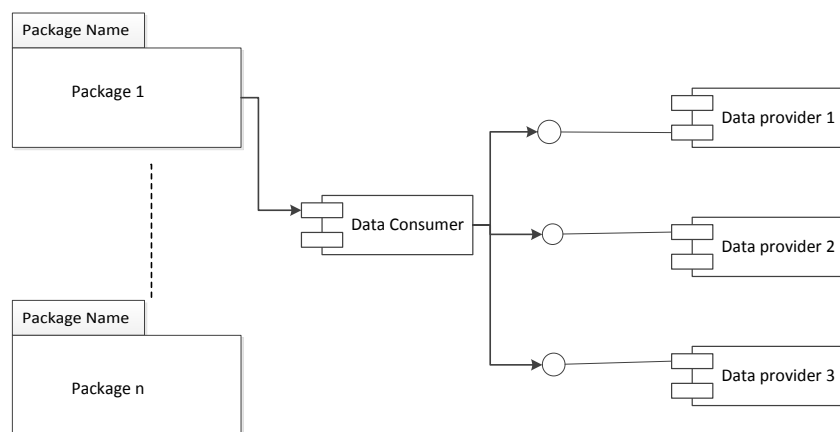 Package Name
Package 1
Data Consumer
Data provider 1
Data provider 2
Data provider 3
Package Name
Package n